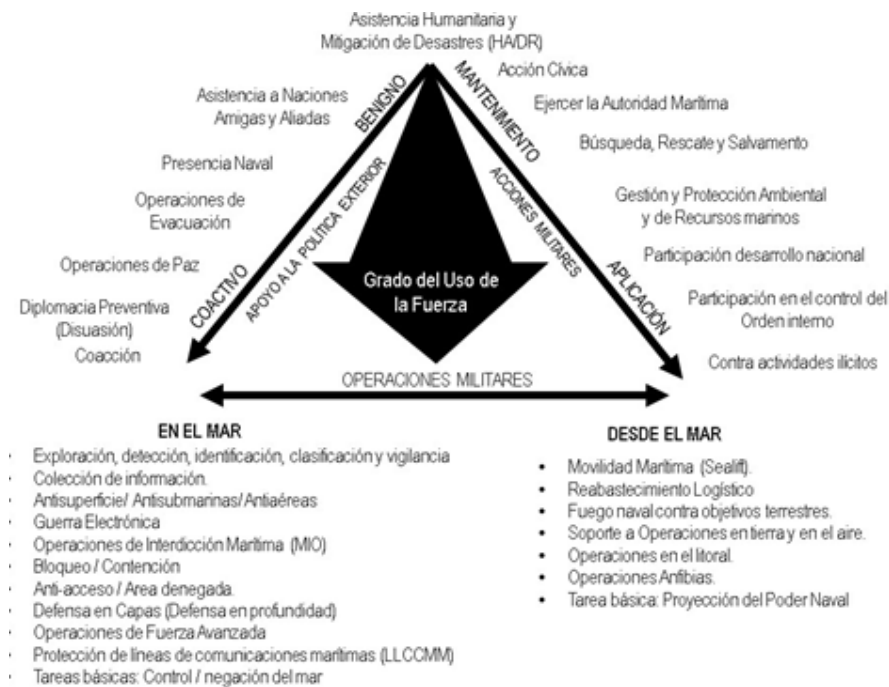 Asistencia Humanitaria y
Mitigación de Desastres (HA/DR)
BENIGNO
COACTIVO
APOYO A LA POLÍTICA EXTERIOR
Asistencia a Naciones
Amigas y Aliadas
Presencia Naval
Operaciones de
Evacuación
Operaciones de Paz
Diplomacia Preventiva
(Disuasión)
Coacción
Grado del Uso de
la Fuerza
MANTENIMIENTO
APLICACIÓN
ACCIONES MILITARES
Acción Cívica
Ejercer la Autoridad Marítima
Búsqueda, Rescate y Salvamento
Gestión y Protección Ambiental
y de Recursos marinos
Participación desarrollo nacional
Participación en el control del
Orden interno
Contra actividades ilícitos
OPERACIONES MILITARES
EN EL MAR
· Exploración, detección, identificación, clasificación y vigilancia
· Colección de información.
· Antisuperficie/ Antisubmarinas/ Antiaéreas
· Guerra Electrónica
· Operaciones de Interdicción Marítima (MIO)
· Bloqueo / Contención
· Anti-acceso / Area denegada.
· Defensa en Capas (Defensa en profundidad)
· Operaciones de Fuerza Avanzada
· Protección de líneas de comunicaciones marítimas (LLCCMM)
· Tareas básicas: Control / negación del mar
DESDE EL MAR
• Movilidad Marítima (Sealift).
• Reabastecimiento Logístico
• Fuego naval contra objetivos terrestres.
• Soporte a Operaciones en tierra y en el aire.
• Operaciones en el litoral.
• Operaciones Anfibias.
• Tarea básica: Proyección del Poder Naval